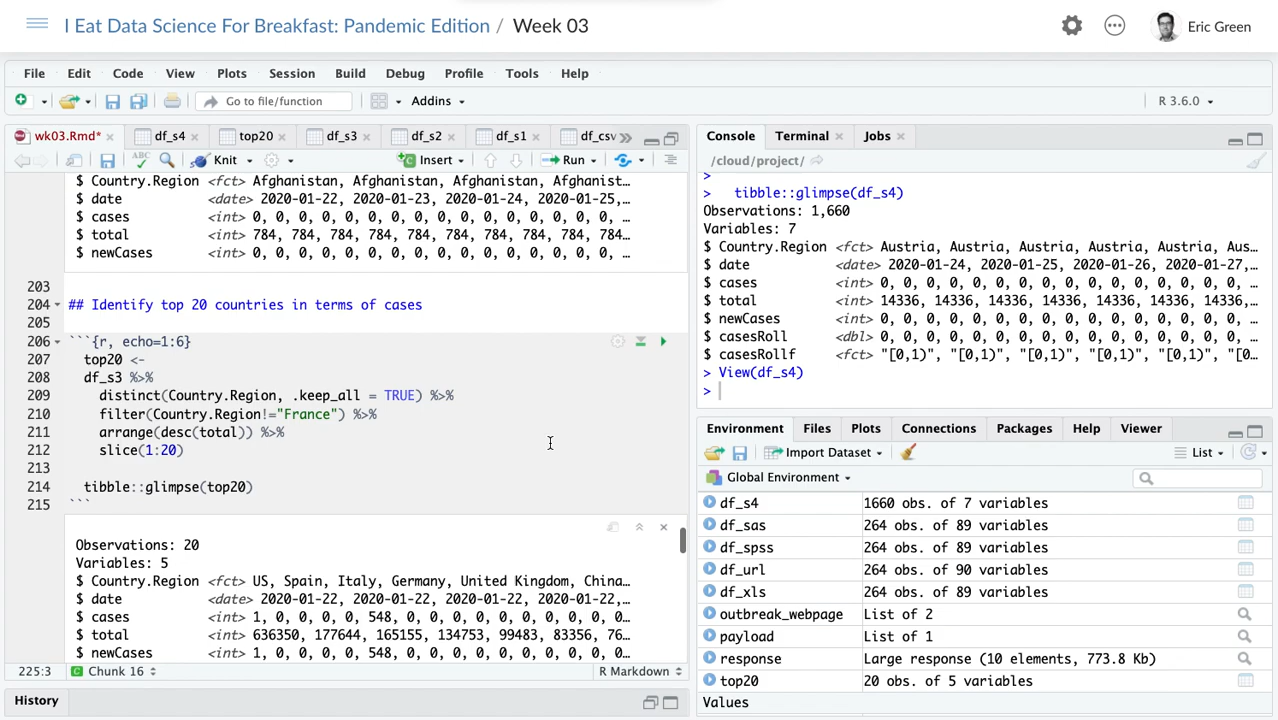 I Eat Data Science For Breakfast: Pandemic Edition / Week 03
Eric Green
File Edit Code View Plots Session Build Debug Profile Tools Help
Go to file/function Addins R 3.6.0
wk03.Rmd* df_s4 top20 df_s3 df_s2 df_s1 df_csv
Knit Insert Run
$ Country.Region <fct> Afghanistan, Afghanistan, Afghanistan, Afghanist…
$ date <date> 2020-01-22, 2020-01-23, 2020-01-24, 2020-01-25,…
$ cases <int> 0, 0, 0, 0, 0, 0, 0, 0, 0, 0, 0, 0, 0, 0, 0, 0, …
$ total <int> 784, 784, 784, 784, 784, 784, 784, 784, 784, 784…
$ newCases <int> 0, 0, 0, 0, 0, 0, 0, 0, 0, 0, 0, 0, 0, 0, 0, 0, …
203
204 ## Identify top 20 countries in terms of cases
205
206 ```{r, echo=1:6}
207 top20 <-
208 df_s3 %>%
209 distinct(Country.Region, .keep_all = TRUE) %>%
210 filter(Country.Region!="France") %>%
211 arrange(desc(total)) %>%
212 slice(1:20)
213
214 tibble::glimpse(top20)
215 ```
Observations: 20
Variables: 5
$ Country.Region <fct> US, Spain, Italy, Germany, United Kingdom, China…
$ date <date> 2020-01-22, 2020-01-22, 2020-01-22, 2020-01-22,…
$ cases <int> 1, 0, 0, 0, 548, 0, 0, 0, 0, 0, 0, 0, 0, 0, 0, 0…
$ total <int> 636350, 177644, 165155, 134753, 99483, 83356, 76…
$ newCases <int> 1, 0, 0, 0, 548, 0, 0, 0, 0, 0, 0, 0, 0, 0, 0, 0…
225:3 Chunk 16 R Markdown
History
Console Terminal Jobs
/cloud/project/
>
> tibble::glimpse(df_s4)
Observations: 1,660
Variables: 7
$ Country.Region <fct> Austria, Austria, Austria, Austria, Austria, Aus…
$ date <date> 2020-01-24, 2020-01-25, 2020-01-26, 2020-01-27,…
$ cases <int> 0, 0, 0, 0, 0, 0, 0, 0, 0, 0, 0, 0, 0, 0, 0, 0, …
$ total <int> 14336, 14336, 14336, 14336, 14336, 14336, 14336,…
$ newCases <int> 0, 0, 0, 0, 0, 0, 0, 0, 0, 0, 0, 0, 0, 0, 0, 0, …
$ casesRoll <dbl> 0, 0, 0, 0, 0, 0, 0, 0, 0, 0, 0, 0, 0, 0, 0, 0, …
$ casesRollf <fct> "[0,1)", "[0,1)", "[0,1)", "[0,1)", "[0,1)", "[0…
> View(df_s4)
>
Environment Files Plots Connections Packages Help Viewer
Import Dataset List
Global Environment
df_s4 1660 obs. of 7 variables
df_sas 264 obs. of 89 variables
df_spss 264 obs. of 89 variables
df_url 264 obs. of 90 variables
df_xls 264 obs. of 89 variables
outbreak_webpage List of 2
payload List of 1
response Large response (10 elements, 773.8 Kb)
top20 20 obs. of 5 variables
Values